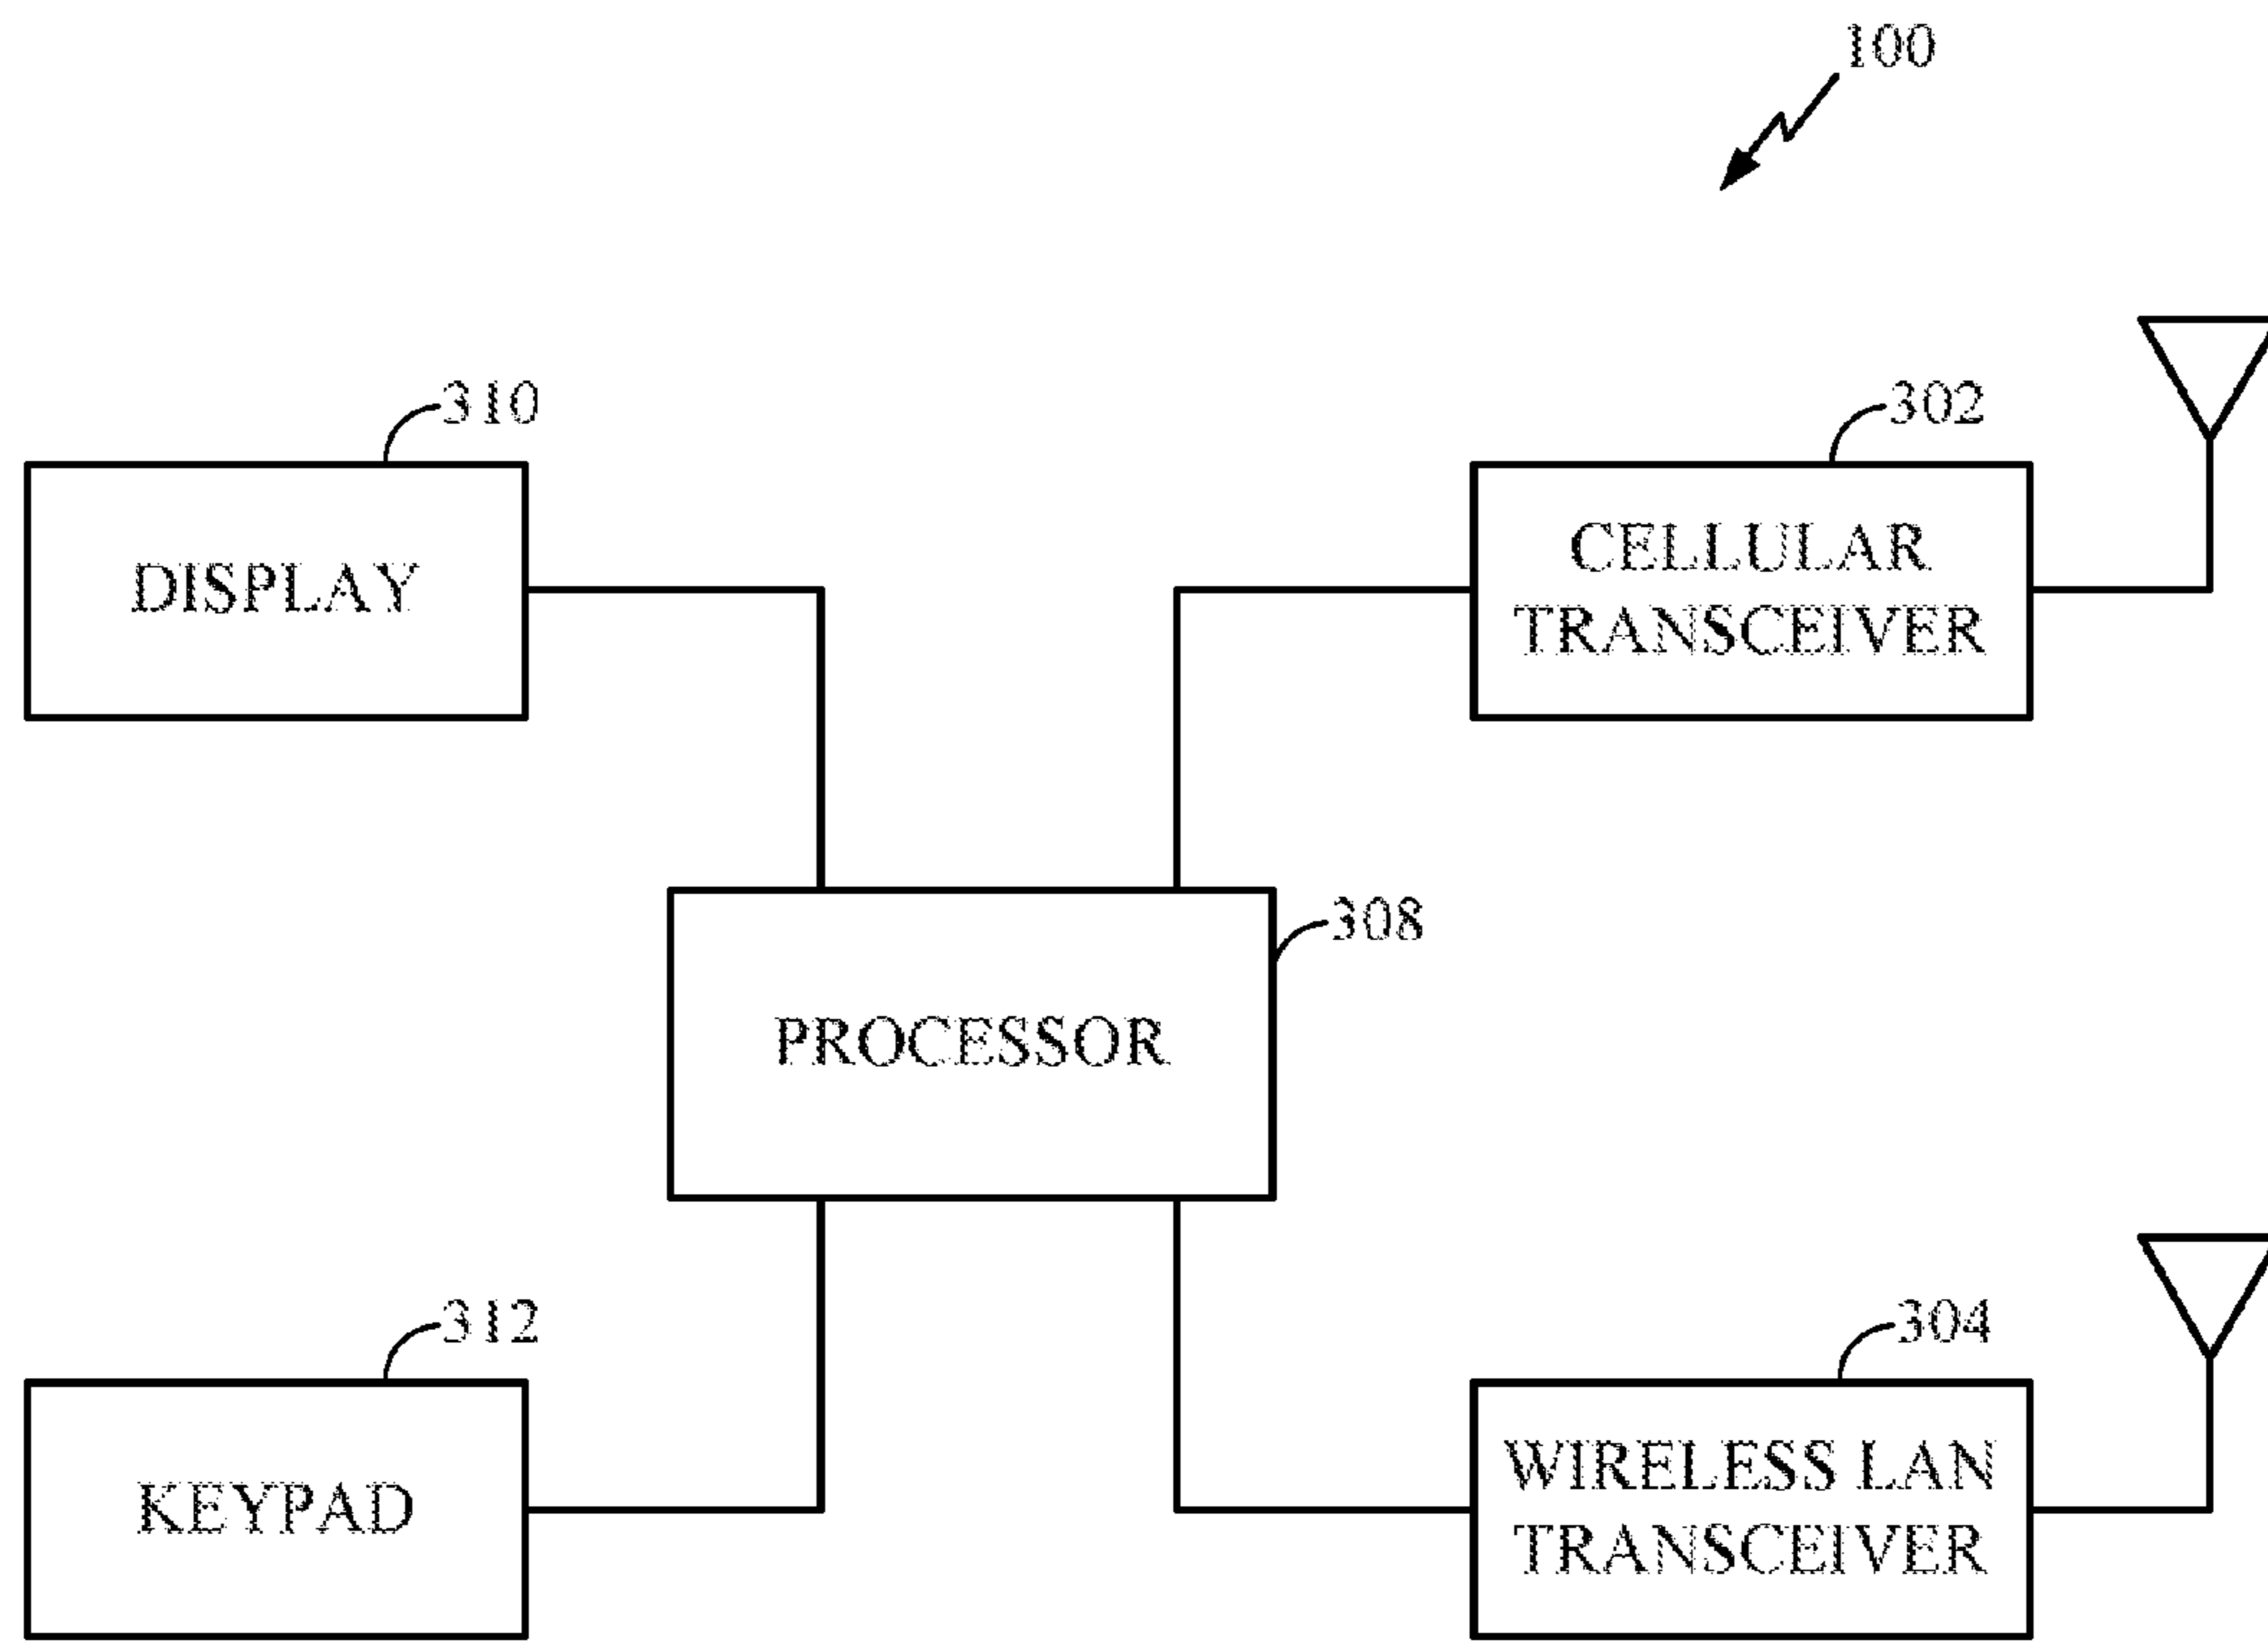 100
310
302
DISPLAY
CELLULAR
TRANSCEIVER
308
PROCESSOR
312
304
KEYPAD
WIRELESS LAN
TRANSCEIVER